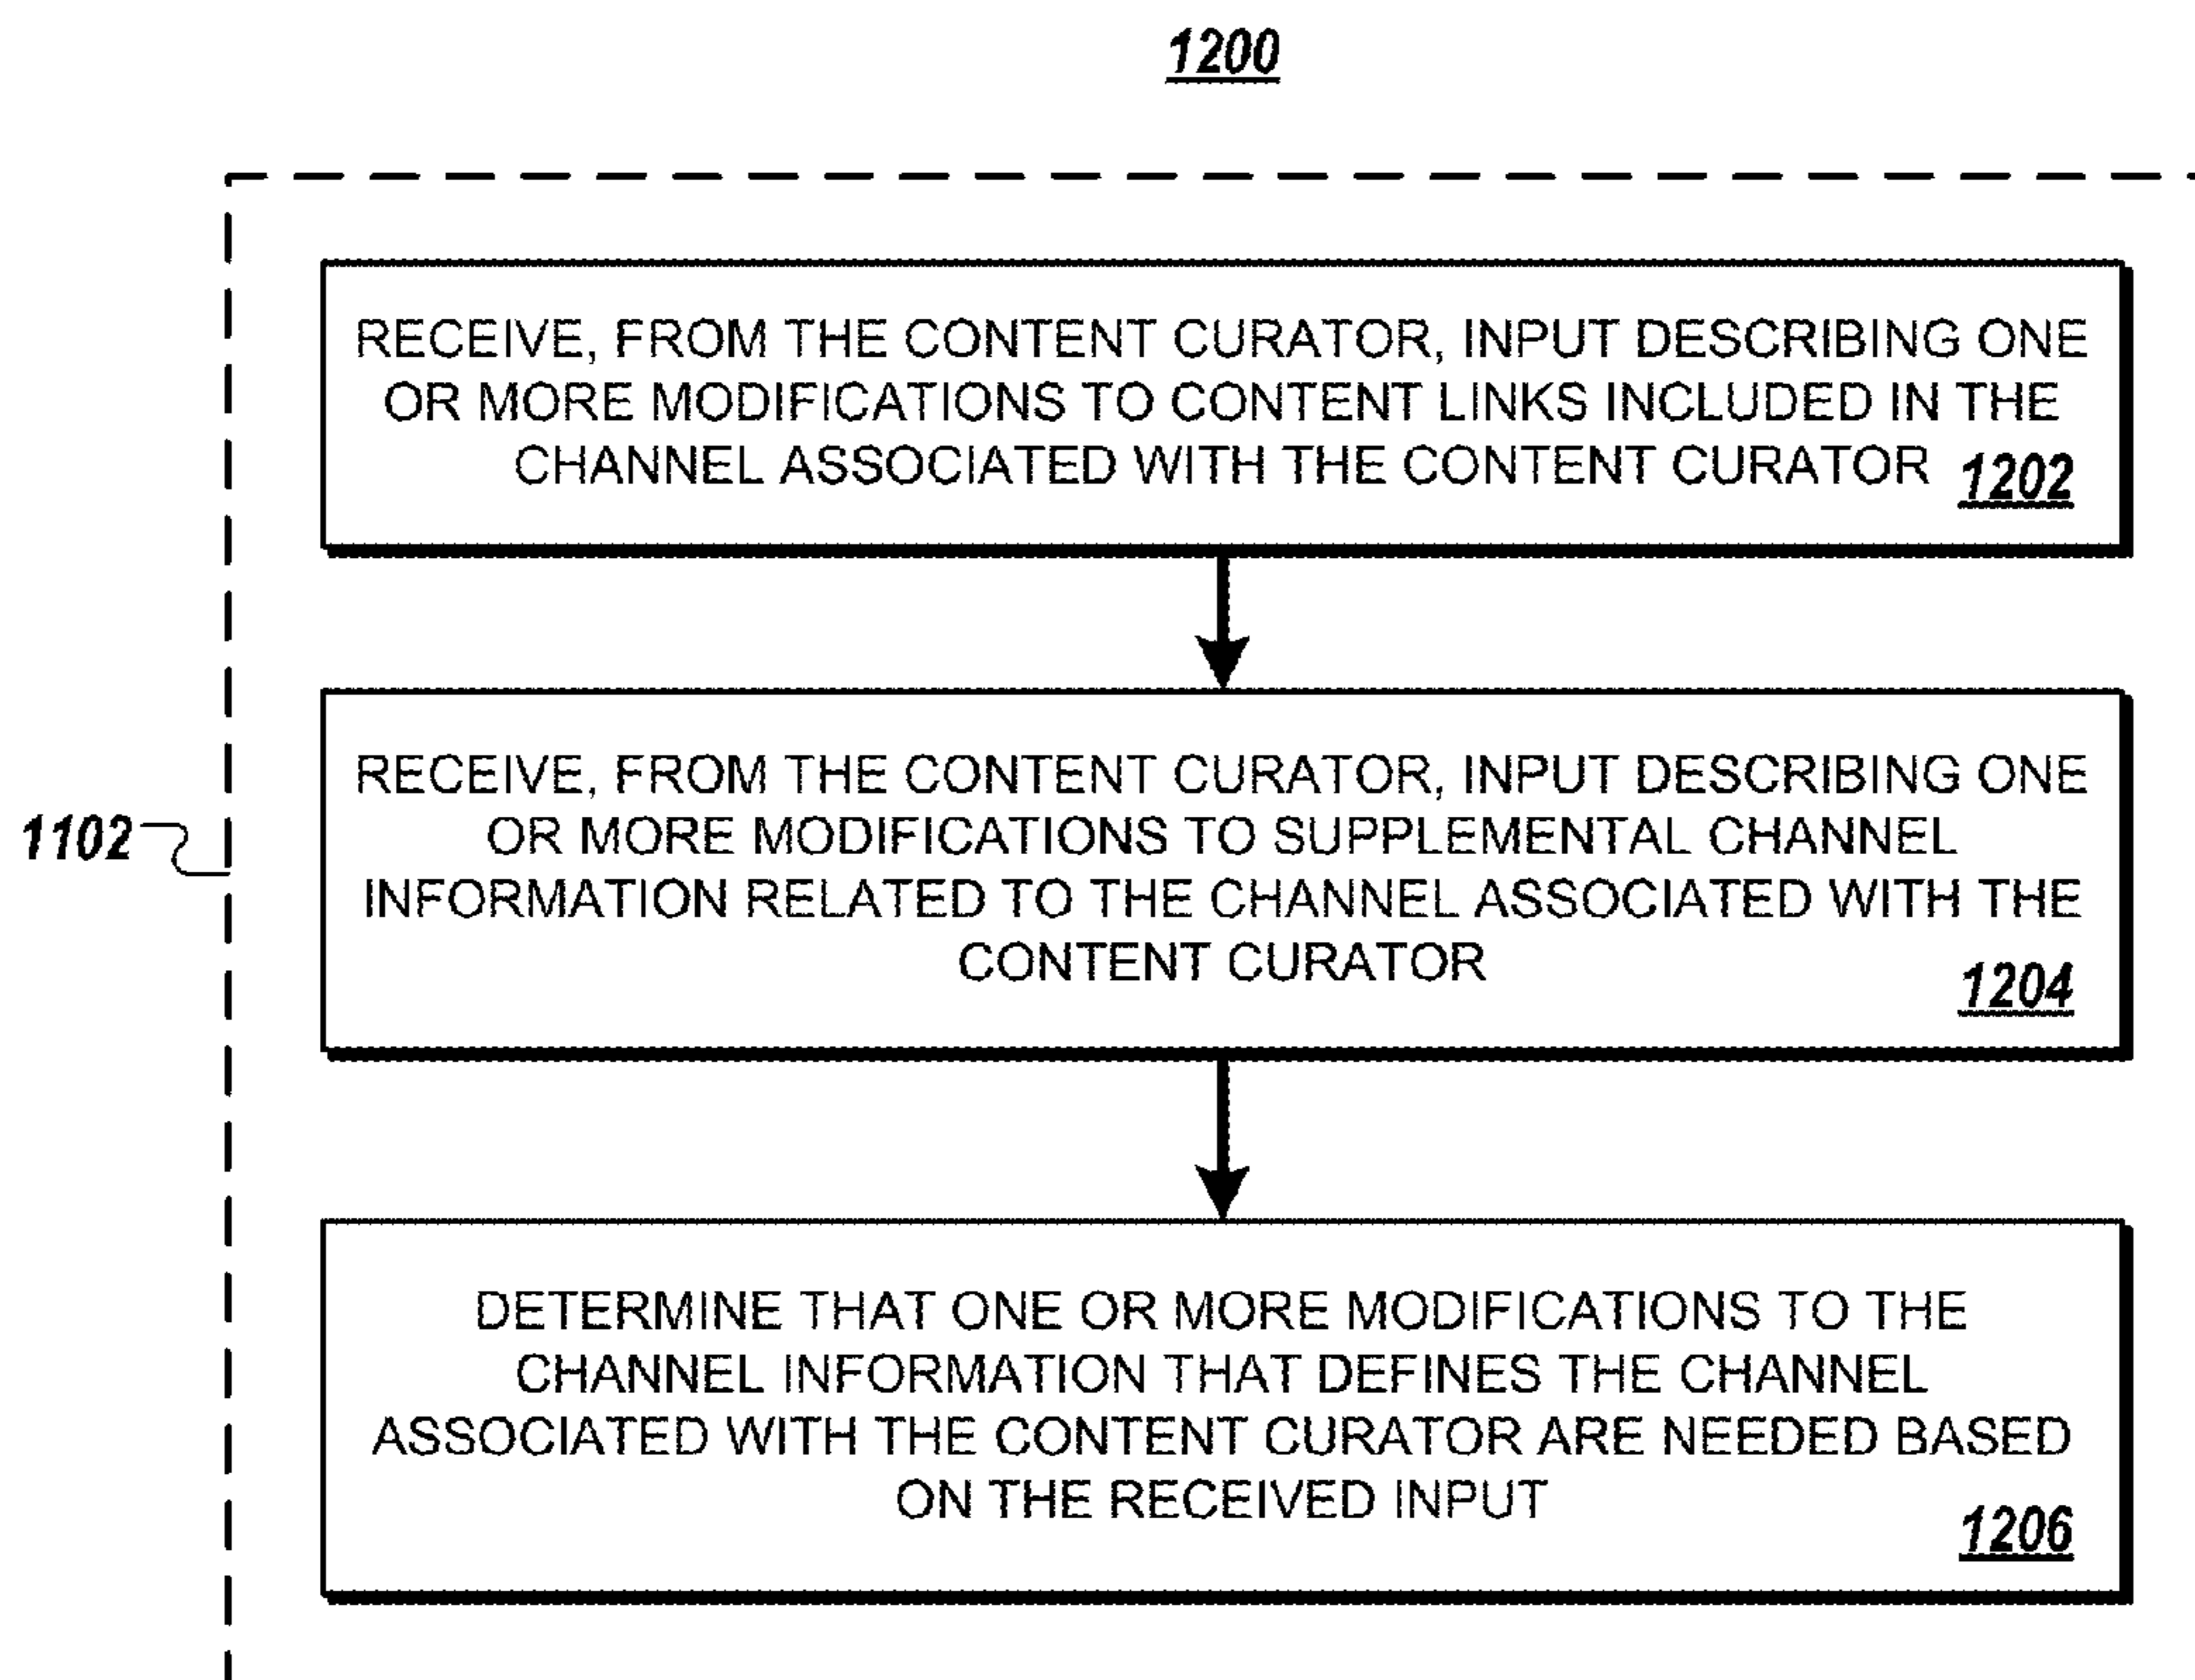 1200
RECEIVE, FROM THE CONTENT CURATOR, INPUT DESCRIBING ONE
OR MORE MODIFICATIONS TO CONTENT LINKS INCLUDED IN THE
CHANNEL ASSOCIATED WITH THE CONTENT CURATOR 1202
RECEIVE, FROM THE CONTENT CURATOR, INPUT DESCRIBING ONE
OR MORE MODIFICATIONS TO SUPPLEMENTAL CHANNEL
INFORMATION RELATED TO THE CHANNEL ASSOCIATED WITH THE
CONTENT CURATOR
1204
1102
DETERMINE THAT ONE OR MORE MODIFICATIONS TO THE
CHANNEL INFORMATION THAT DEFINES THE CHANNEL
ASSOCIATED WITH THE CONTENT CURATOR ARE NEEDED BASED
ON THE RECEIVED INPUT
1206